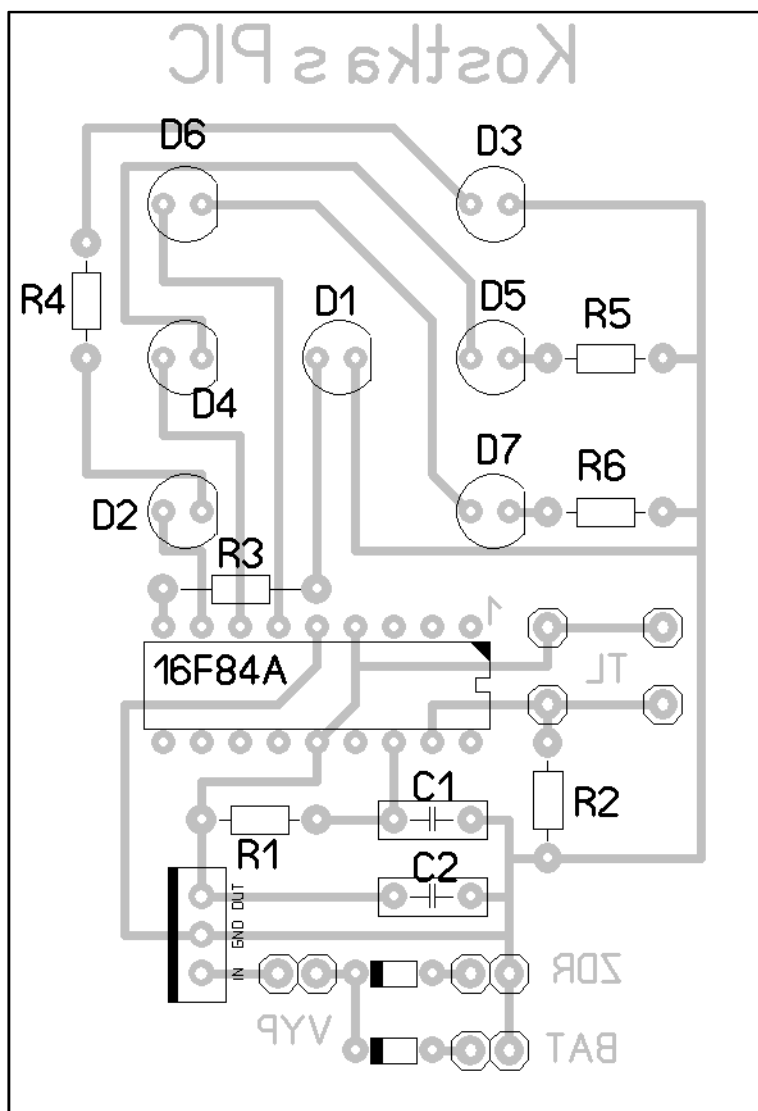 Kostka s PIC
D6
D3
R4
D1
D5
R5
D4
D7
R6
D2
R3
1
16F84A
TL
C1
R2
R1
C2
OUT
GND
IN
ZDR
VYP
BAT